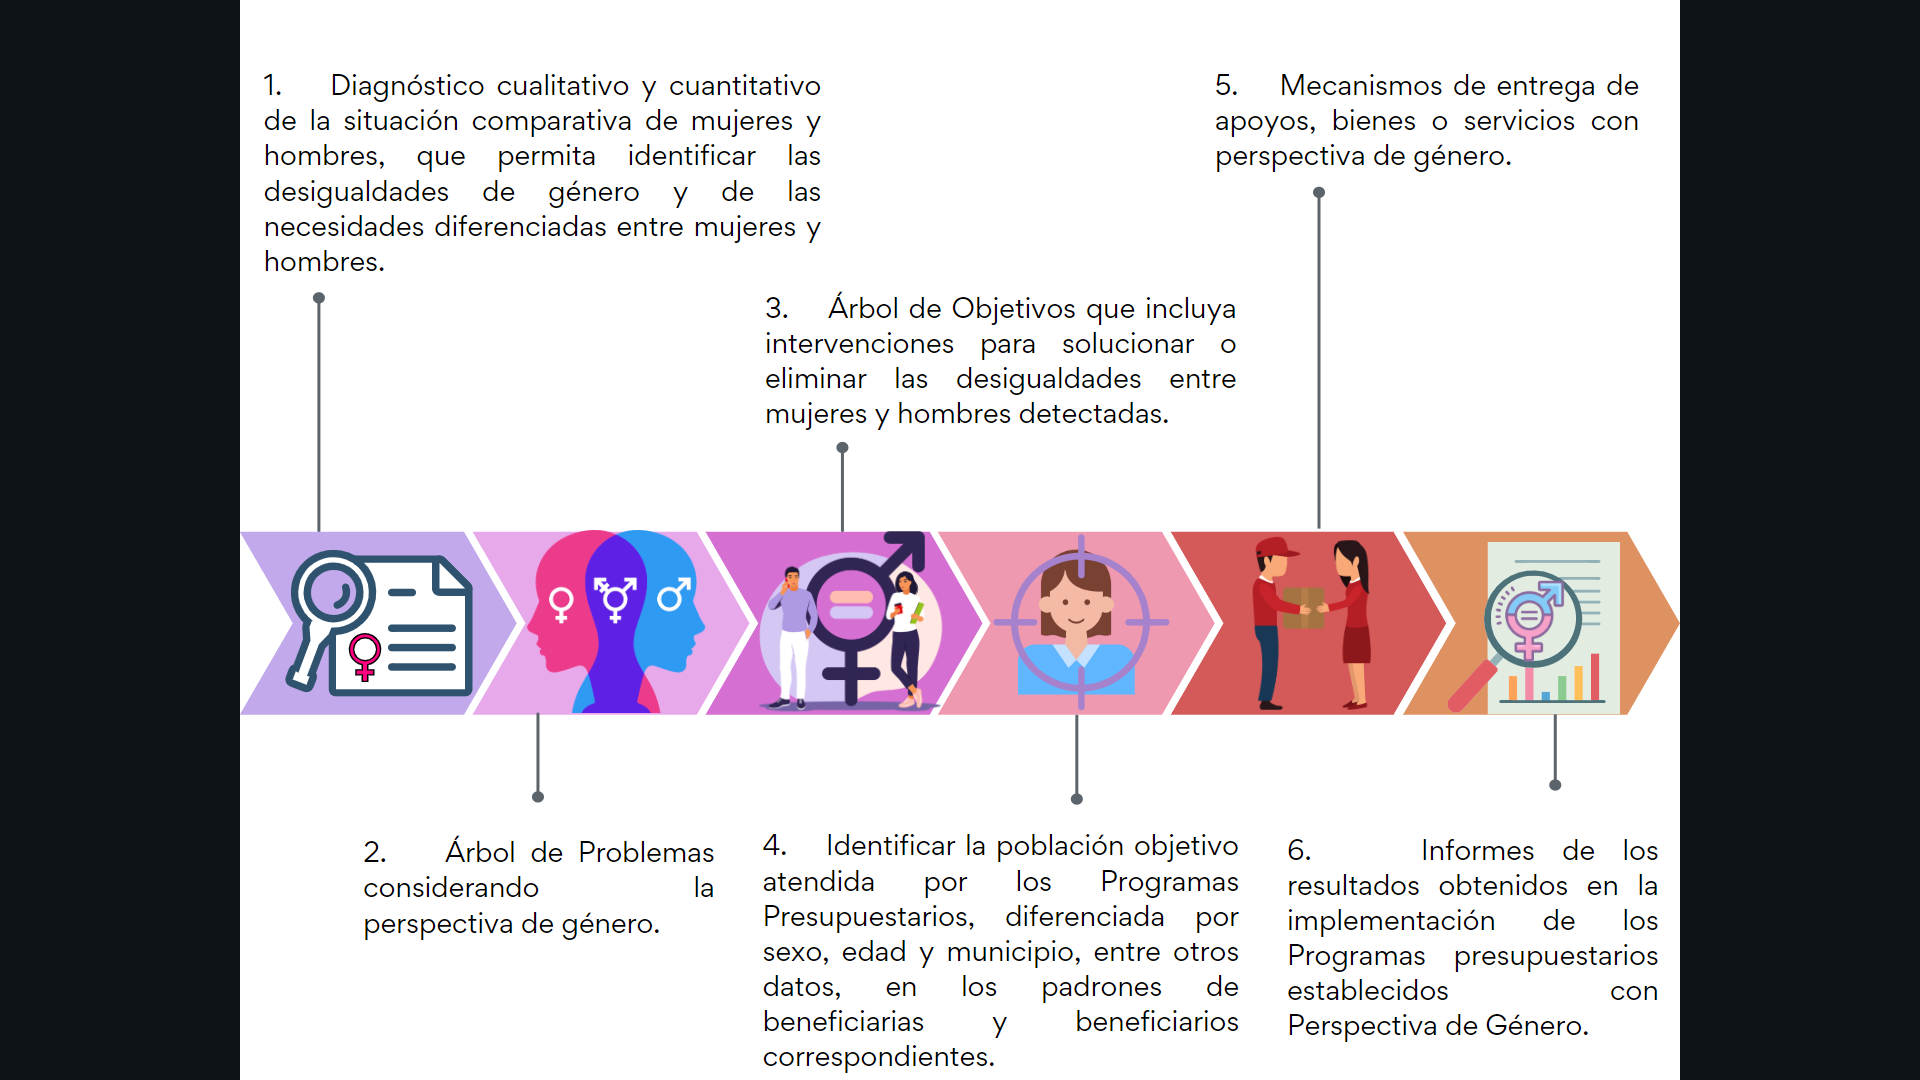 1. Diagnóstico cualitativo y cuantitativo
de la situación comparativa de mujeres y
hombres, que permita identificar las
desigualdades de género y de las
necesidades diferenciadas entre mujeres y
hombres.
2. Árbol de Problemas
considerando la
perspectiva de género.
3. Árbol de Objetivos que incluya
intervenciones para solucionar o
eliminar las desigualdades entre
mujeres y hombres detectadas.
4. Identificar la población objetivo
atendida por los Programas
Presupuestarios, diferenciada por
sexo, edad y municipio, entre otros
datos, en los padrones de
beneficiarias y beneficiarios
correspondientes.
5. Mecanismos de entrega de
apoyos, bienes o servicios con
perspectiva de género.
6. Informes de los
resultados obtenidos en la
implementación de los
Programas presupuestarios
establecidos con
Perspectiva de Género.